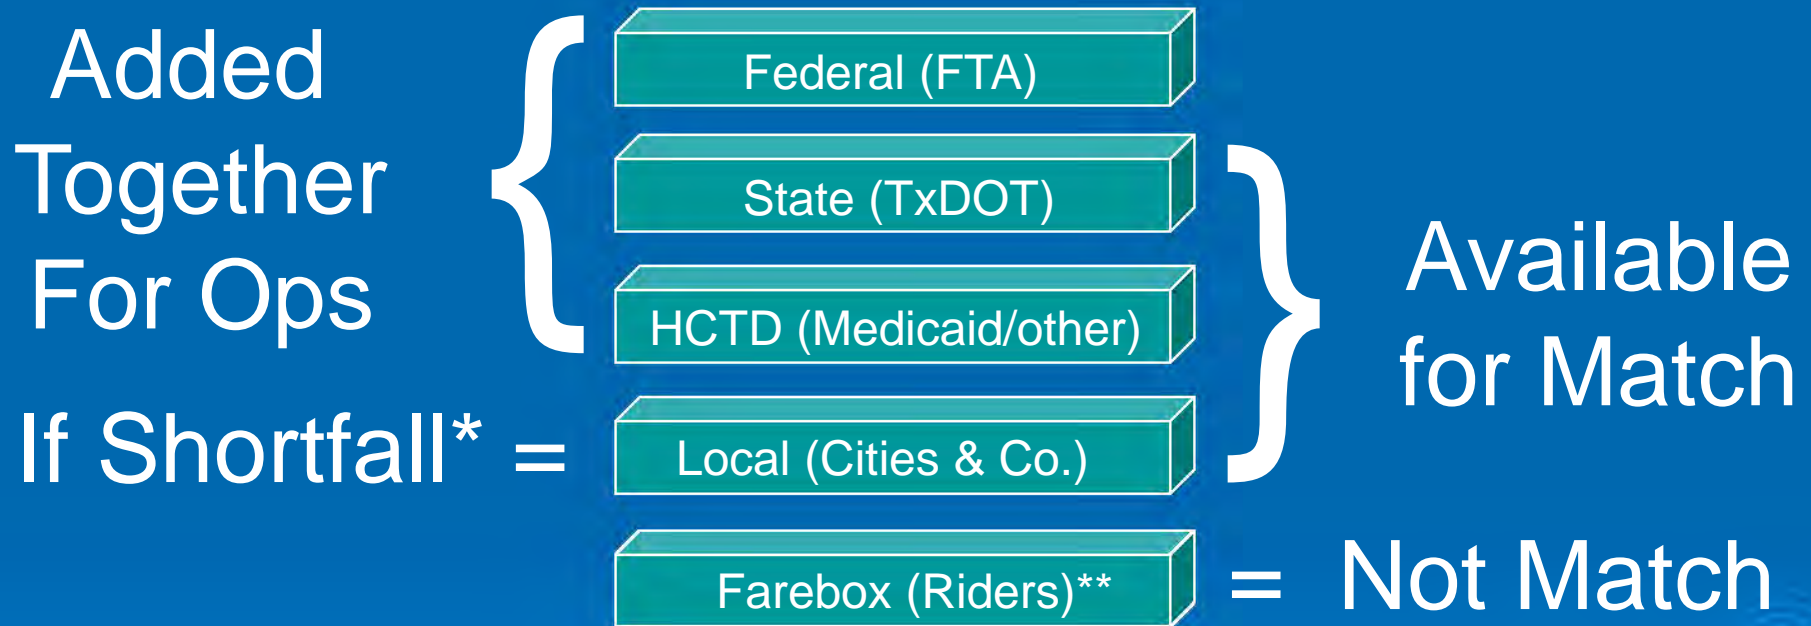 Added
Together
For Ops
If Shortfall* =
Federal (FTA)
State (TxDOT)
HCTD (Medicaid/other)
Local (Cities & Co.)
Farebox (Riders)**
Available
for Match
= Not Match